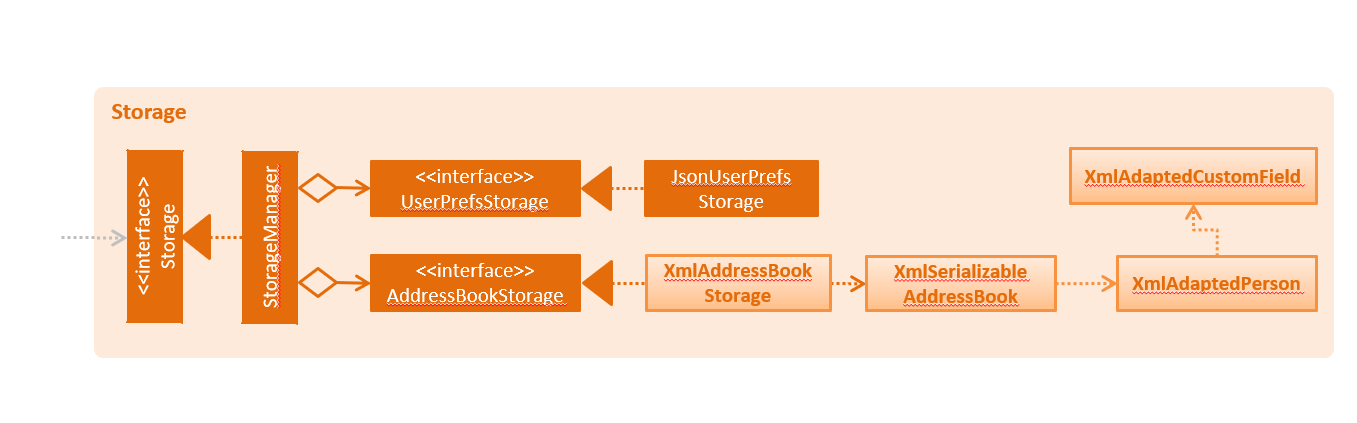 Storage
<<interface>>
Storage
StorageManager
<<interface>>
UserPrefsStorage
JsonUserPrefs
Storage
XmlAdaptedCustomField
<<interface>>
AddressBookStorage
XmlAddressBook
Storage
XmlSerializable
AddressBook
XmlAdaptedPerson